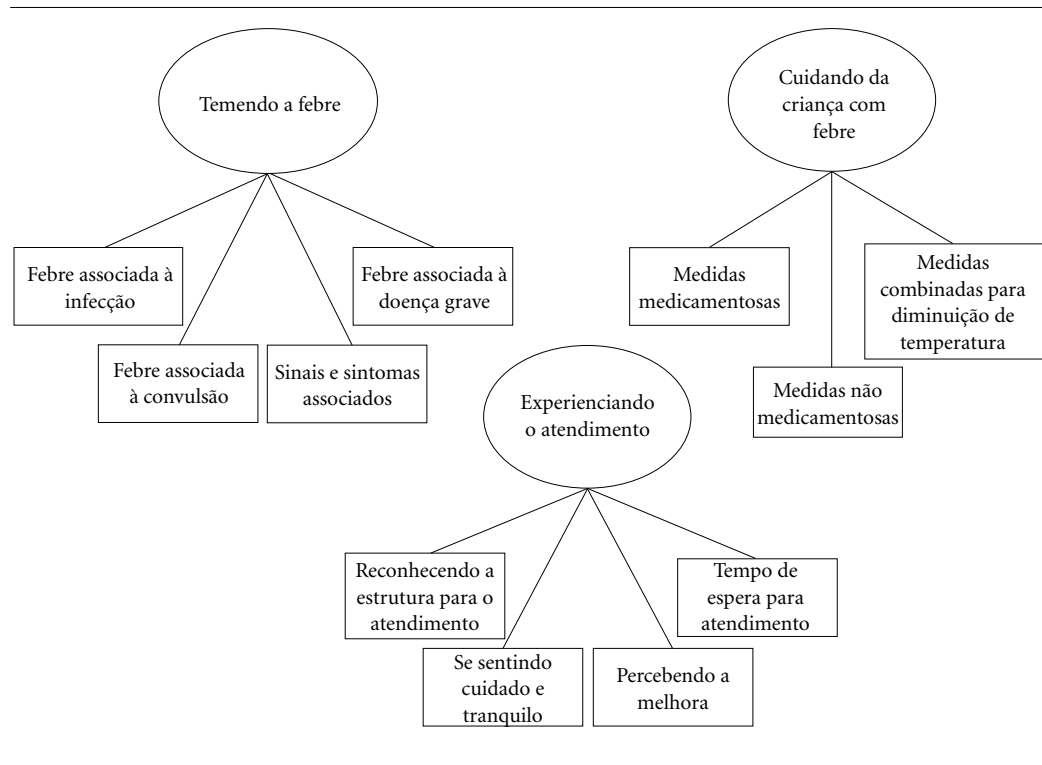 Temendo a febre
Febre associada à
infecção
Febre associada
à convulsão
Sinais e sintomas
associados
Febre associada à
doença grave
Cuidando da
criança com
febre
Medidas
medicamentosas
Medidas não
medicamentosas
Medidas
combinadas para
diminuição de
temperatura
Experienciando
o atendimento
Reconhecendo a
estrutura para o
atendimento
Se sentindo
cuidado e
tranquilo
Percebendo a
melhora
Tempo de
espera para
atendimento